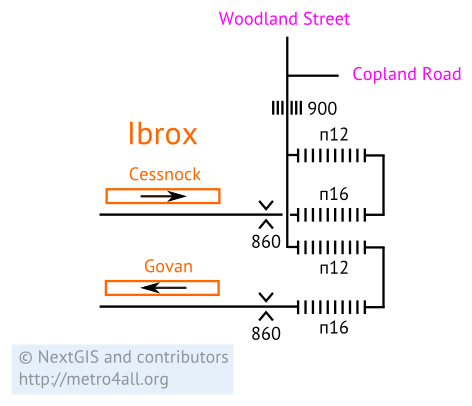 Woodland Street
Copland Road
900
Ibrox
п12
Cessnock
п16
860
Govan
п12
860
п16
© NextGIS and contributors
http://metro4all.org